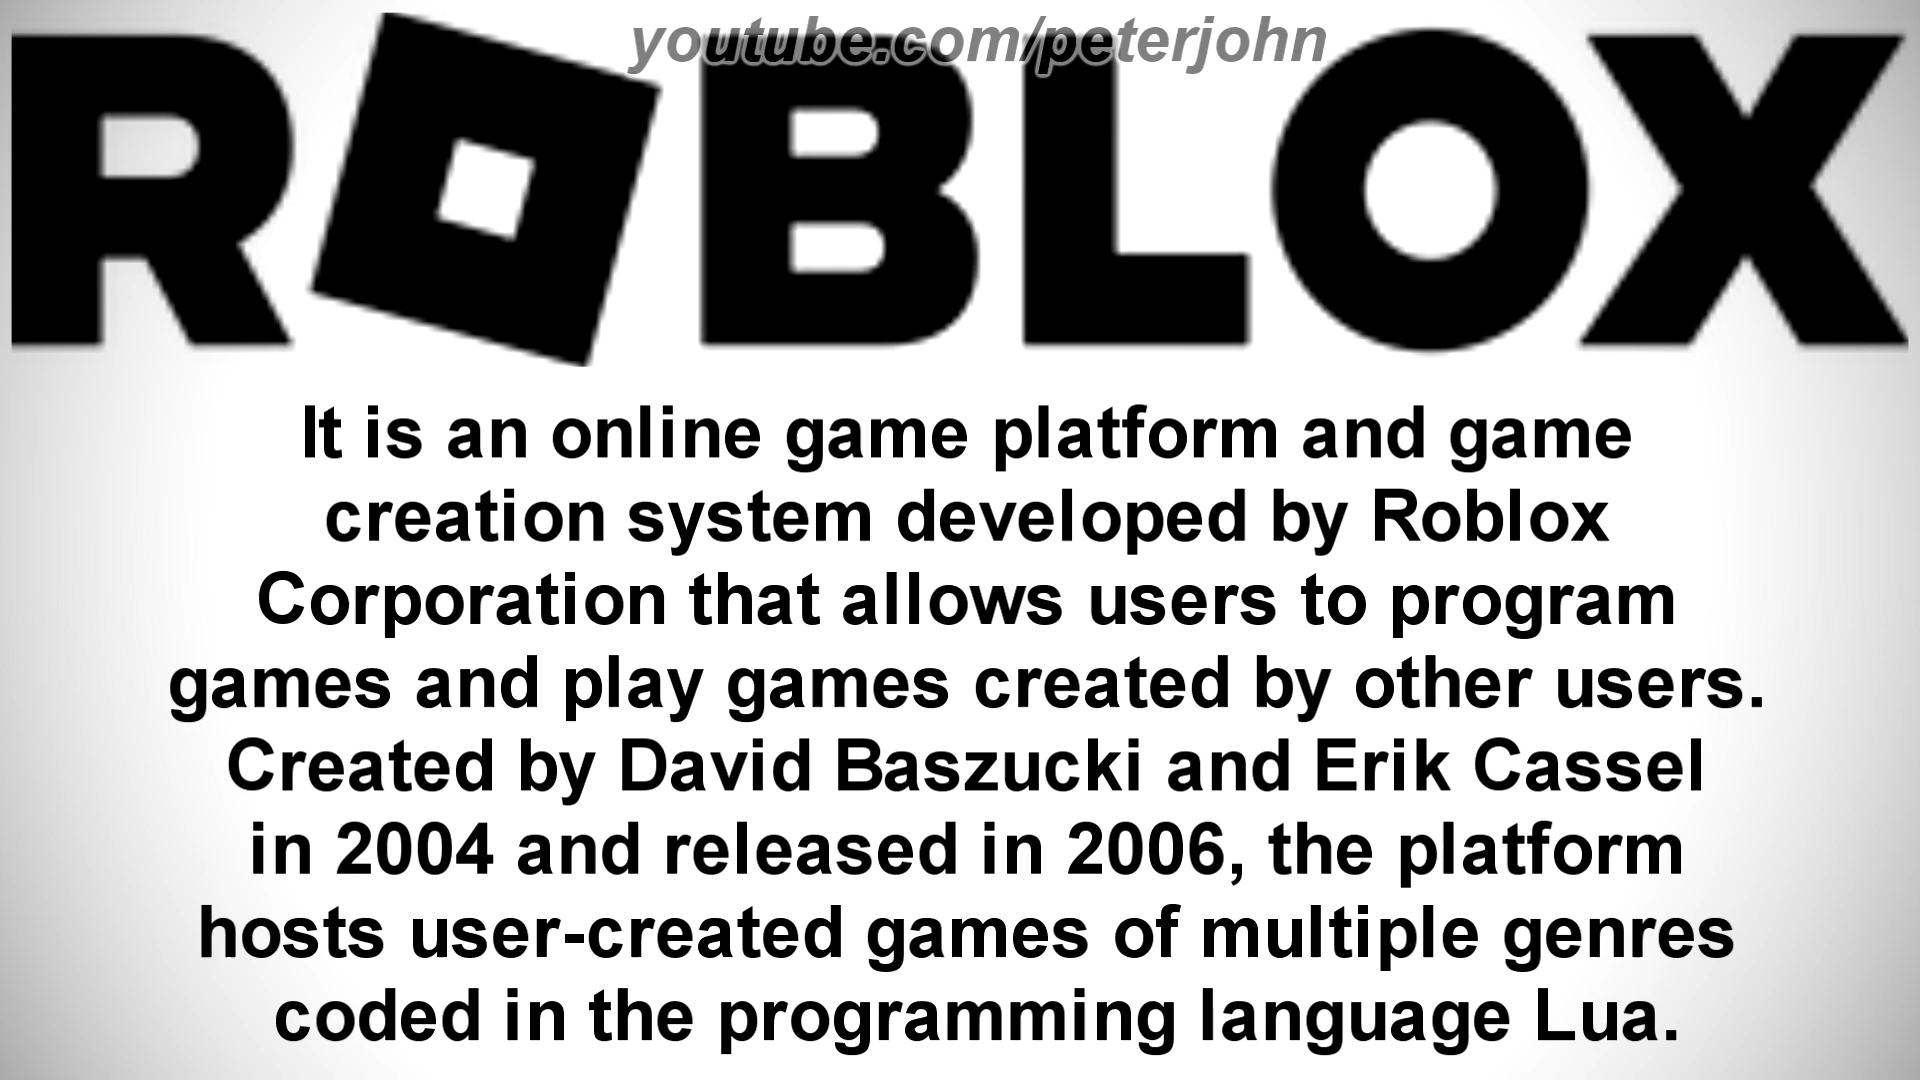 youtube.com/peterjohn
ROBLOX
It is an online game platform and game
creation system developed by Roblox
Corporation that allows users to program
games and play games created by other users.
Created by David Baszucki and Erik Cassel
in 2004 and released in 2006, the platform
hosts user-created games of multiple genres
coded in the programming language Lua.